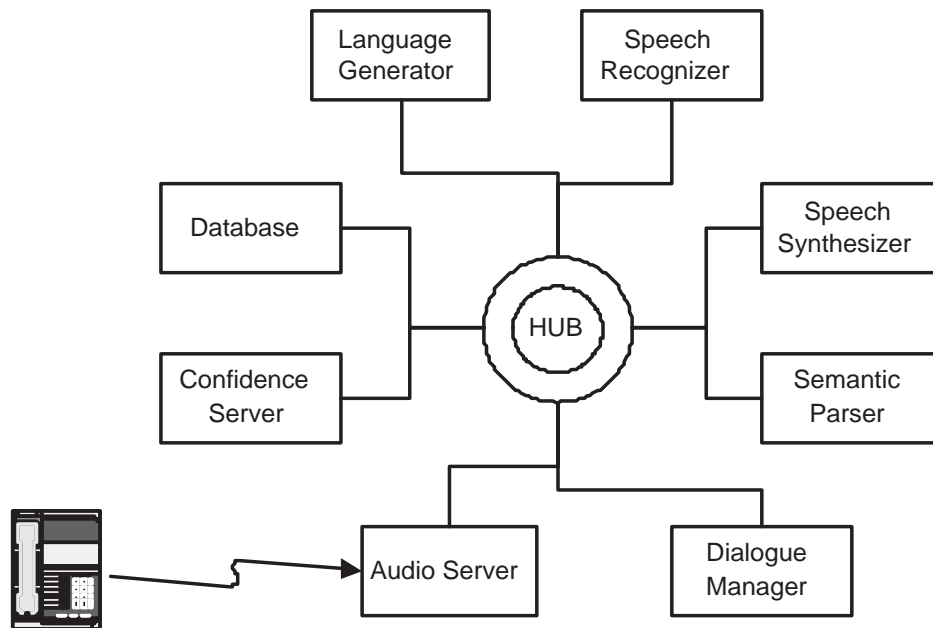 Language
Generator
Speech
Recognizer
Database
Speech
Synthesizer
HUB
Confidence
Server
Semantic
Parser
Audio Server
Dialogue
Manager